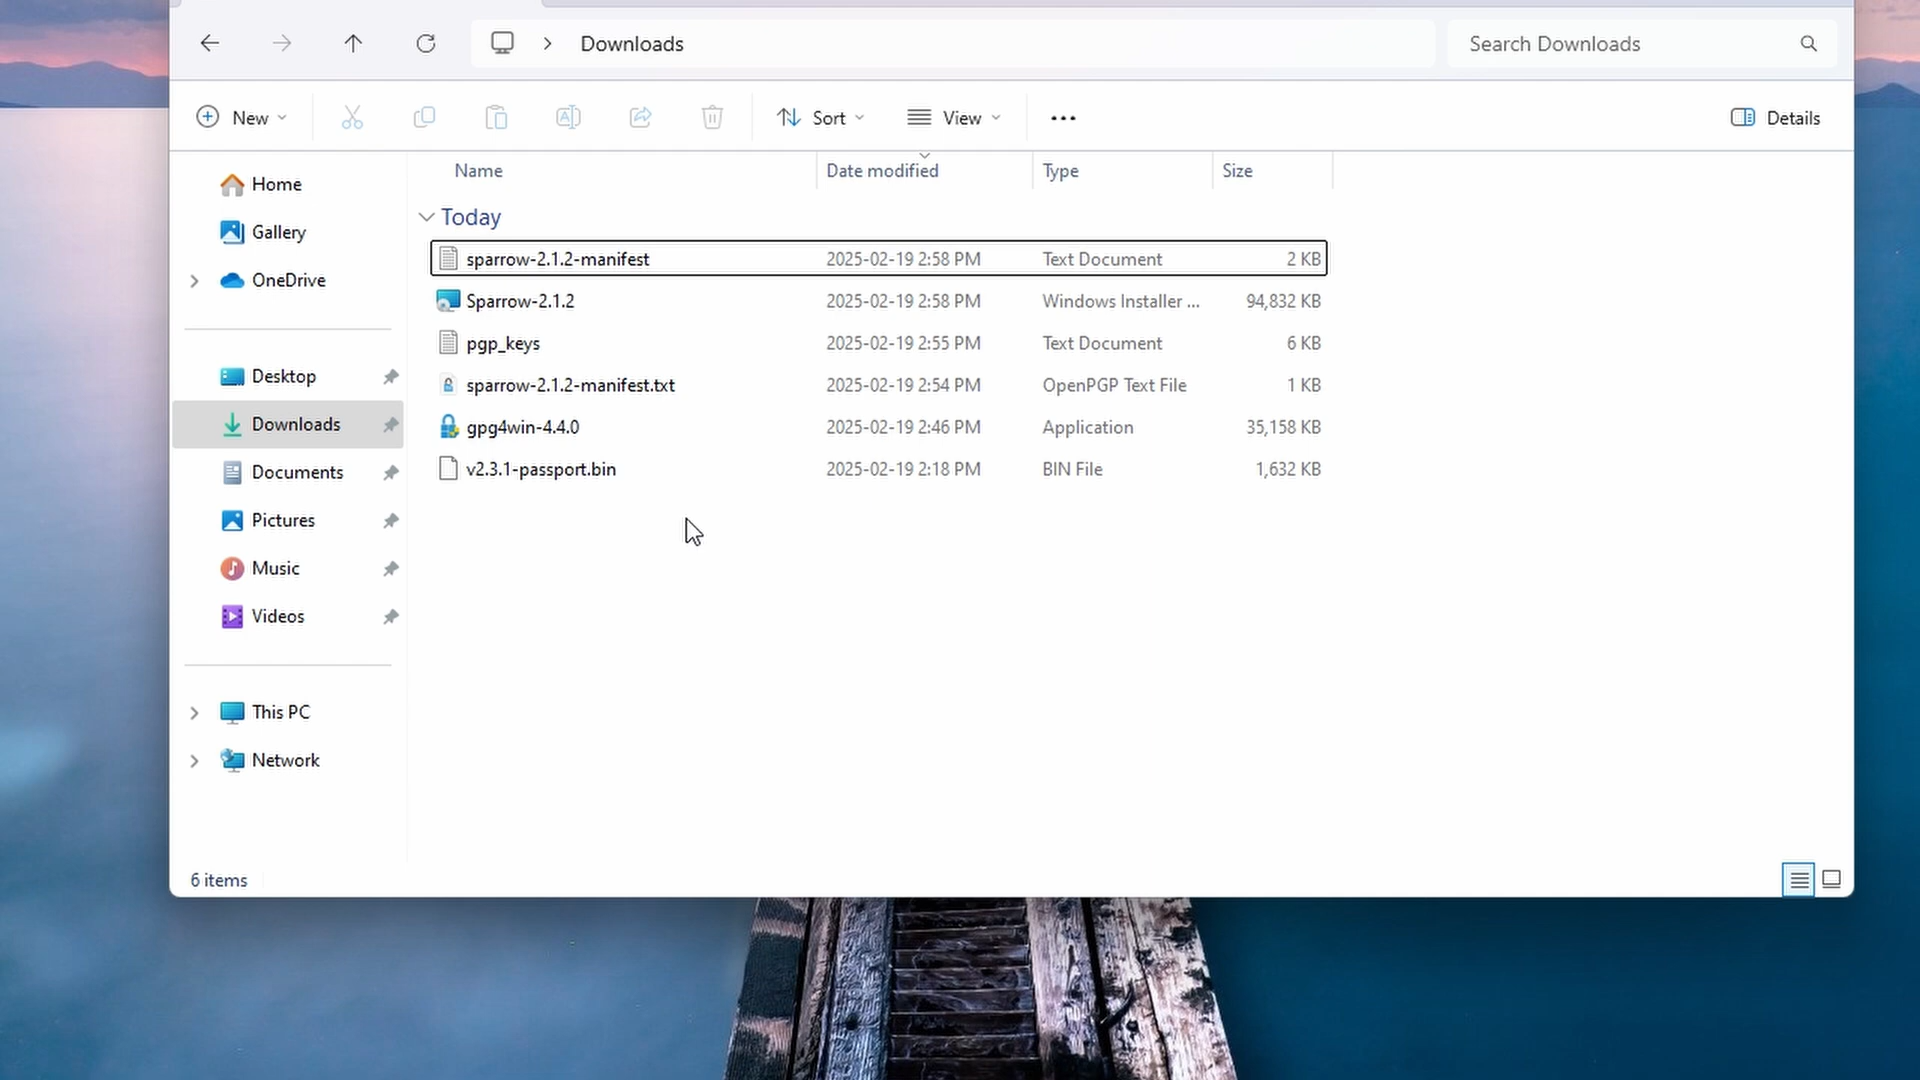 Downloads
Search Downloads
New
Sort
View
Details
Name
Date modified
Type
Size
Home
Gallery
OneDrive
Desktop
Downloads
Documents
Pictures
Music
Videos
This PC
Network
Today
sparrow-2.1.2-manifest 2025-02-19 2:58 PM Text Document 2 KB
Sparrow-2.1.2 2025-02-19 2:58 PM Windows Installer ... 94,832 KB
pgp_keys 2025-02-19 2:55 PM Text Document 6 KB
sparrow-2.1.2-manifest.txt 2025-02-19 2:54 PM OpenPGP Text File 1 KB
gpg4win-4.4.0 2025-02-19 2:46 PM Application 35,158 KB
v2.3.1-passport.bin 2025-02-19 2:18 PM BIN File 1,632 KB
6 items